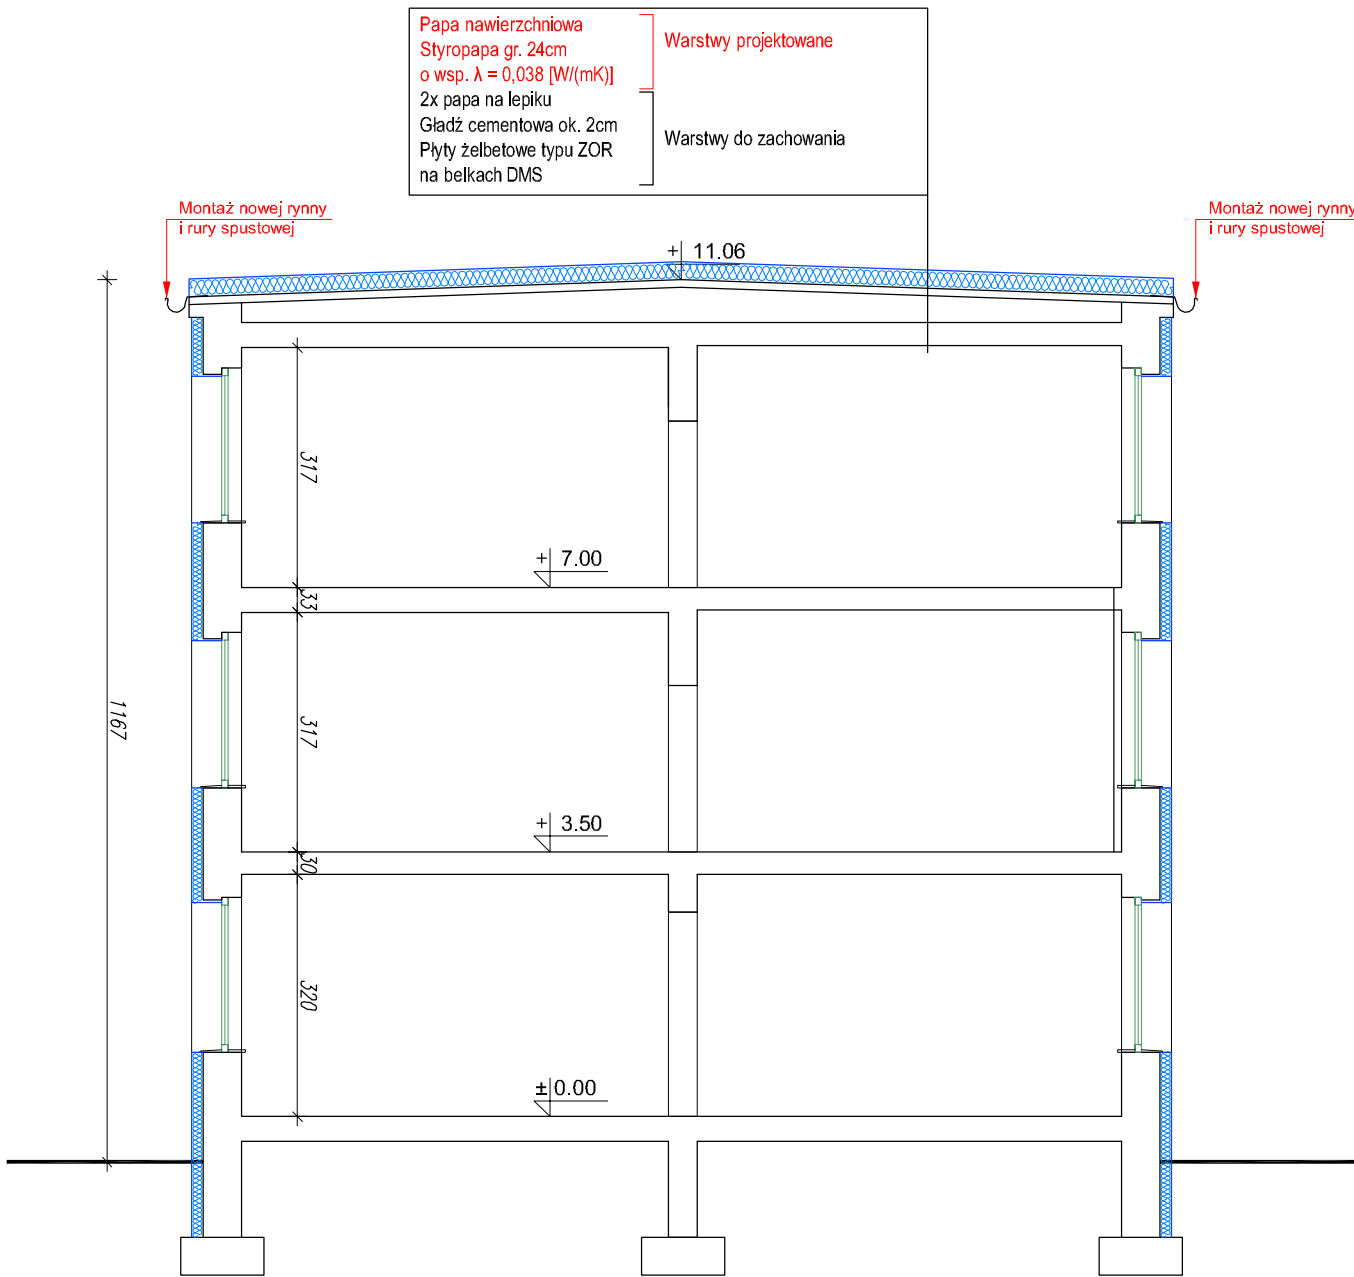 Papa nawierzchniowa
Styropapa gr. 24cm
o wsp. λ = 0,038 [W/(mK)]
Warstwy projektowane
2x papa na lepiku
Gładź cementowa ok. 2cm
Płyty żelbetowe typu ZOR
na belkach DMS
Warstwy do zachowania
Montaż nowej rynny
i rury spustowej
Montaż nowej rynny
i rury spustowej
+ 11.06
317
+ 7.00
33
1167
317
+ 3.50
30
320
± 0.00